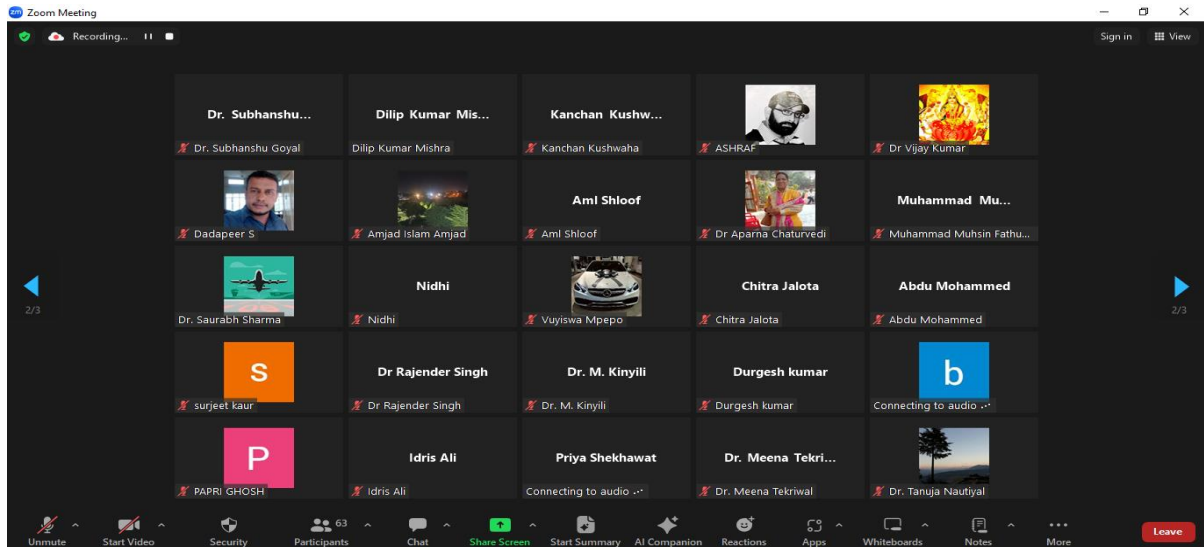 zm Zoom Meeting
Recording...
Sign in View
Dr. Subhanshu...
Dr. Subhanshu Goyal
Dilip Kumar Mis...
Dilip Kumar Mishra
Kanchan Kushw...
Kanchan Kushwaha
ASHRAF
Dr Vijay Kumar
Dadapeer S
Amjad Islam Amjad
Aml Shloof
Aml Shloof
Dr Aparna Chaturvedi
Muhammad Mu...
Muhammad Muhsin Fathu...
2/3
Dr. Saurabh Sharma
Nidhi
Nidhi
Vuyiswa Mpepo
Chitra Jalota
Chitra Jalota
Abdu Mohammed
Abdu Mohammed
2/3
S
surjeet kaur
Dr Rajender Singh
Dr Rajender Singh
Dr. M. Kinyili
Dr. M. Kinyili
Durgesh kumar
Durgesh kumar
b
Connecting to audio
P
PAPRI GHOSH
Idris Ali
Idris Ali
Priya Shekhawat
Connecting to audio
Dr. Meena Tekri...
Dr. Meena Tekriwal
Dr. Tanuja Nautiyal
63
Unmute Start Video Security Participants Chat Share Screen Start Summary AI Companion Reactions Apps Whiteboards Notes More Leave